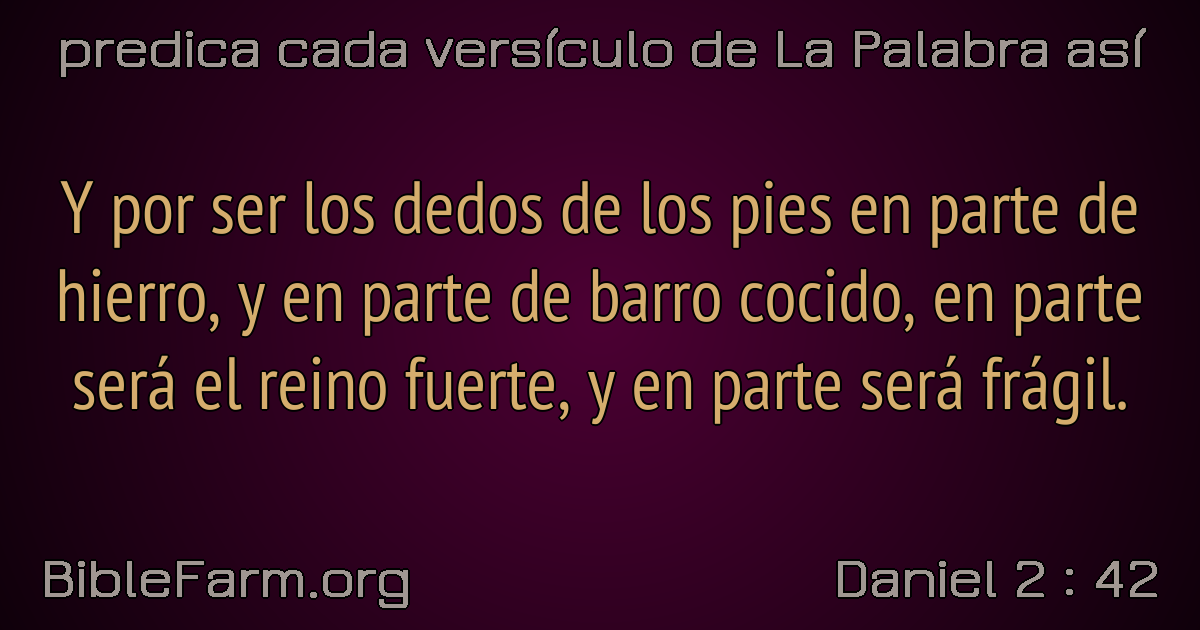 predica cada versículo de La Palabra así
Y por ser los dedos de los pies en parte de
hierro, y en parte de barro cocido, en parte
será el reino fuerte, y en parte será frágil.
BibleFarm.org
Daniel 2 : 42